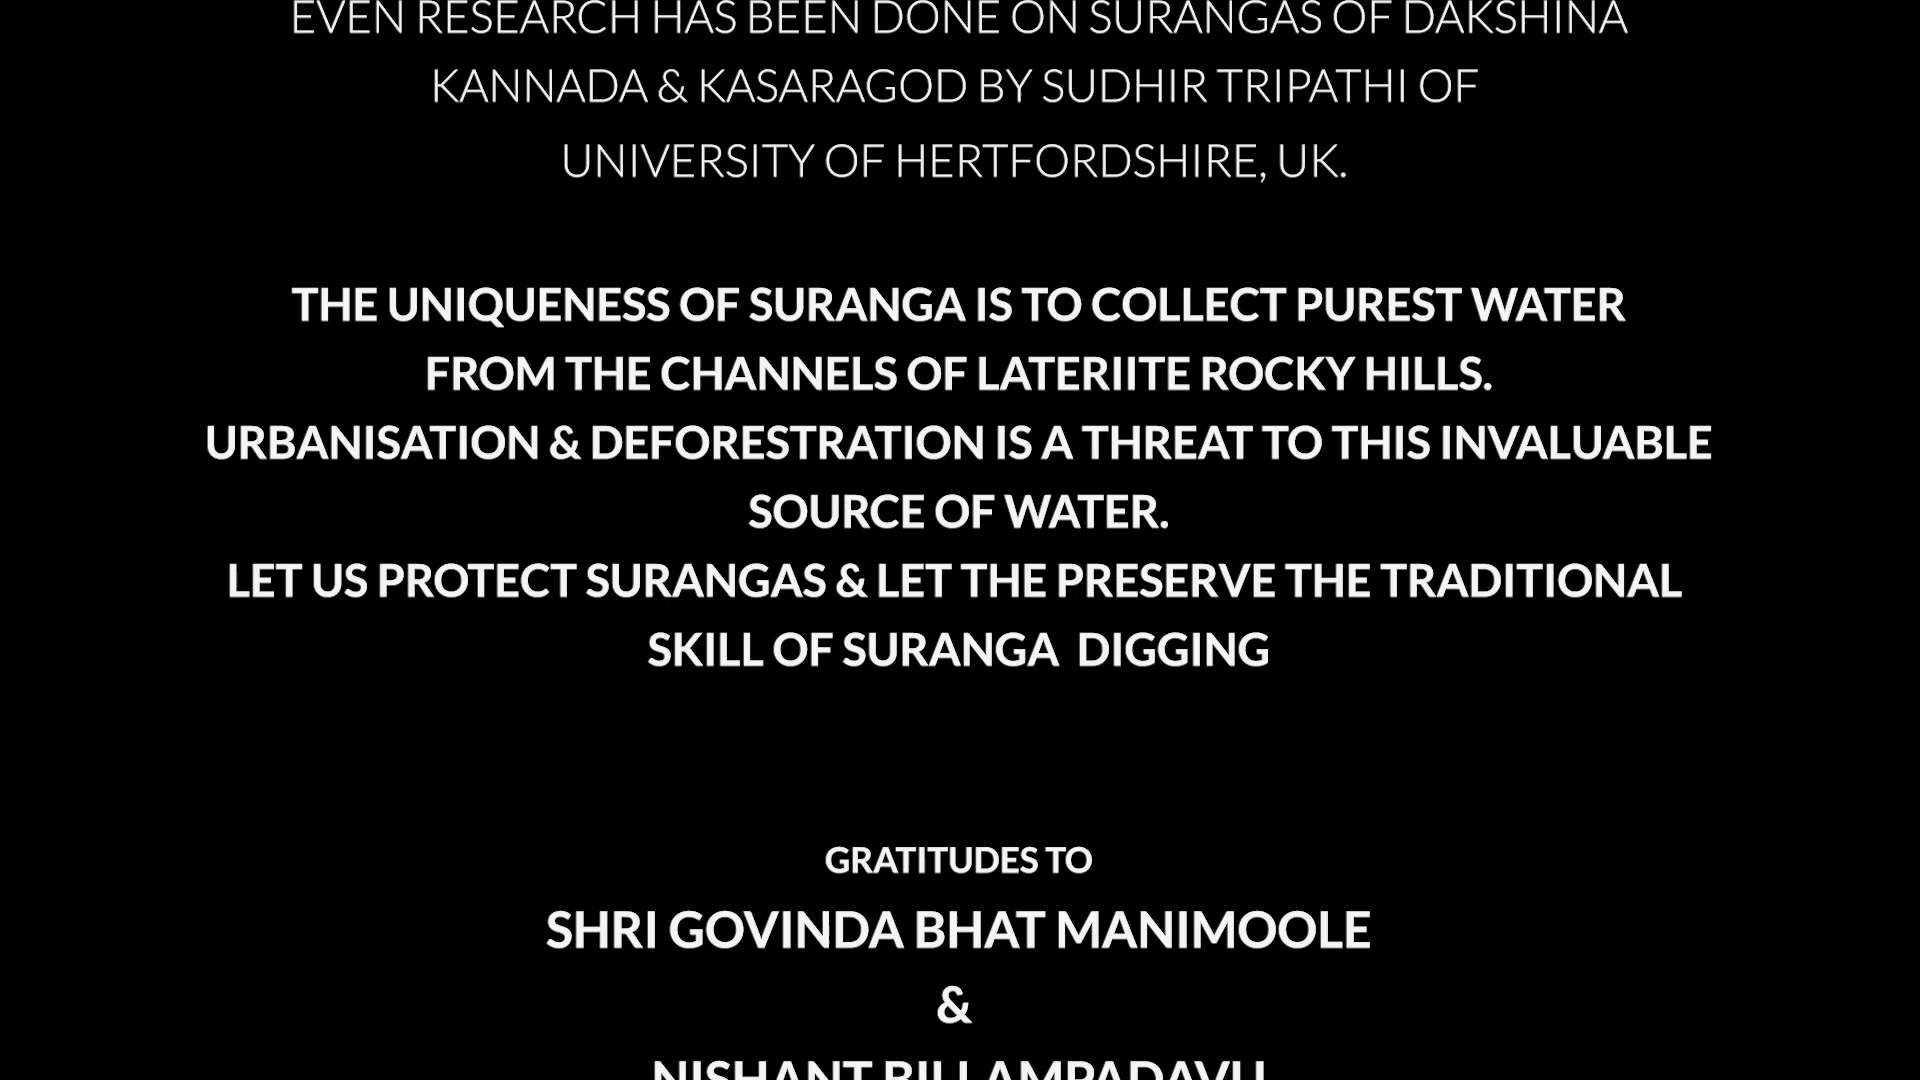 EVEN RESEARCH HAS BEEN DONE ON SURANGAS OF DAKSHINA
KANNADA & KASARAGOD BY SUDHIR TRIPATHI OF
UNIVERSITY OF HERTFORDSHIRE, UK.
THE UNIQUENESS OF SURANGA IS TO COLLECT PUREST WATER
FROM THE CHANNELS OF LATERIITE ROCKY HILLS.
URBANISATION & DEFORESTRATION IS A THREAT TO THIS INVALUABLE
SOURCE OF WATER.
LET US PROTECT SURANGAS & LET THE PRESERVE THE TRADITIONAL
SKILL OF SURANGA  DIGGING
GRATITUDES TO
SHRI GOVINDA BHAT MANIMOOLE
&
NISHANT BILLAMPADAVU